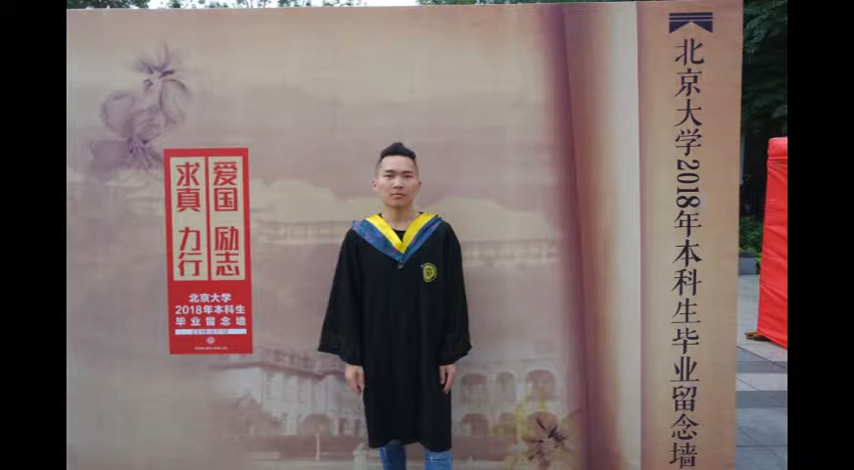 爱国 励志
求真 力行
北京大学
2018年本科生
毕业留念墙
北京大学2018年本科生毕业留念墙